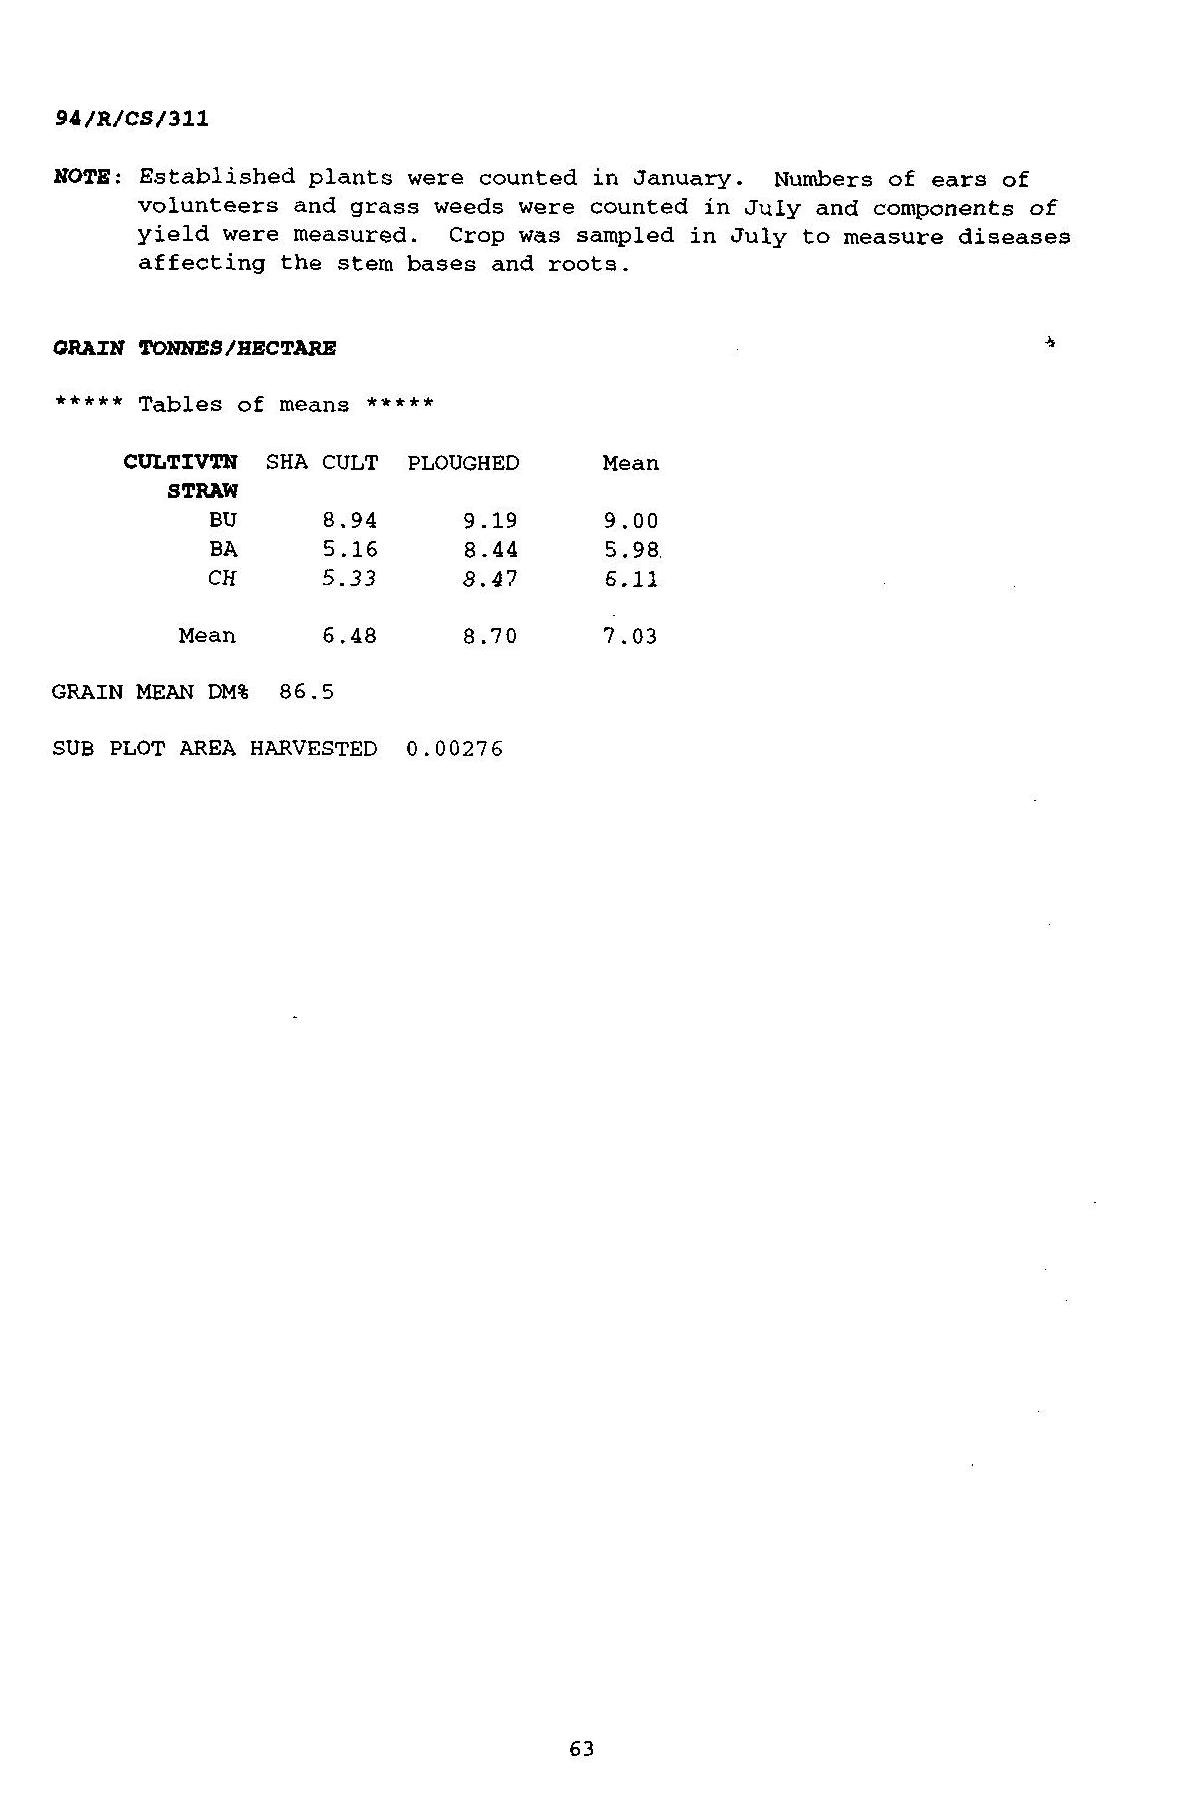 94/R/CS/311
NOTE: Established plants were counted in January. Numbers of ears of
volunteers and grass weeds were counted in July and components of
yield were measured. Crop was sampled in July to measure diseases
affecting the stem bases and roots.
GRAIN TONNES/HECTARE
***** Tables of means *****
CULTIVTN SHA CULT PLOUGHED Mean
STRAW
BU 8.94 9.19 9.00
BA 5.16 8.44 5.98
CH 5.33 8.47 6.11
Mean 6.48 8.70 7.03
GRAIN MEAN DM% 86.5
SUB PLOT AREA HARVESTED 0.00276
63